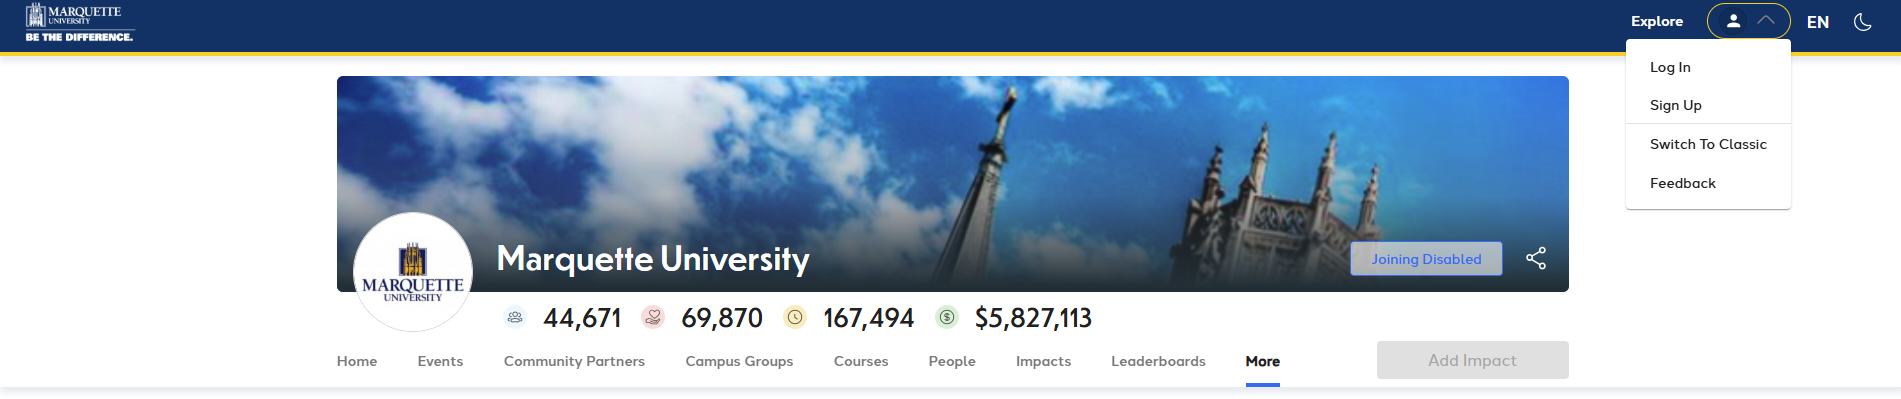 MARQUETTE
UNIVERSITY
BE THE DIFFERENCE.
Explore
EN
Log In
Sign Up
Switch To Classic
Feedback
MARQUETTE
UNIVERSITY
Marquette University
Joining Disabled
44,671 69,870 167,494 $5,827,113
Home Events Community Partners Campus Groups Courses People Impacts Leaderboards More Add Impact